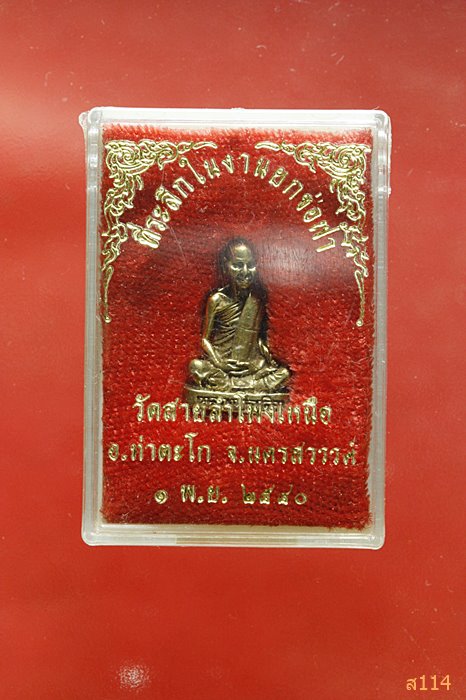 ที่ระลึกในงานยกช่อฟ้า
วัดสายลำโพงเหนือ
อ.ท่าตะโก จ.นครสวรรค์
๑ พ.ย. ๒๕๔๐
ส114